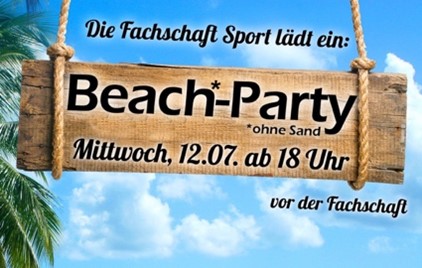 Die Fachschaft Sport lädt ein:
Beach*-Party
*ohne Sand
Mittwoch, 12.07. ab 18 Uhr
vor der Fachschaft